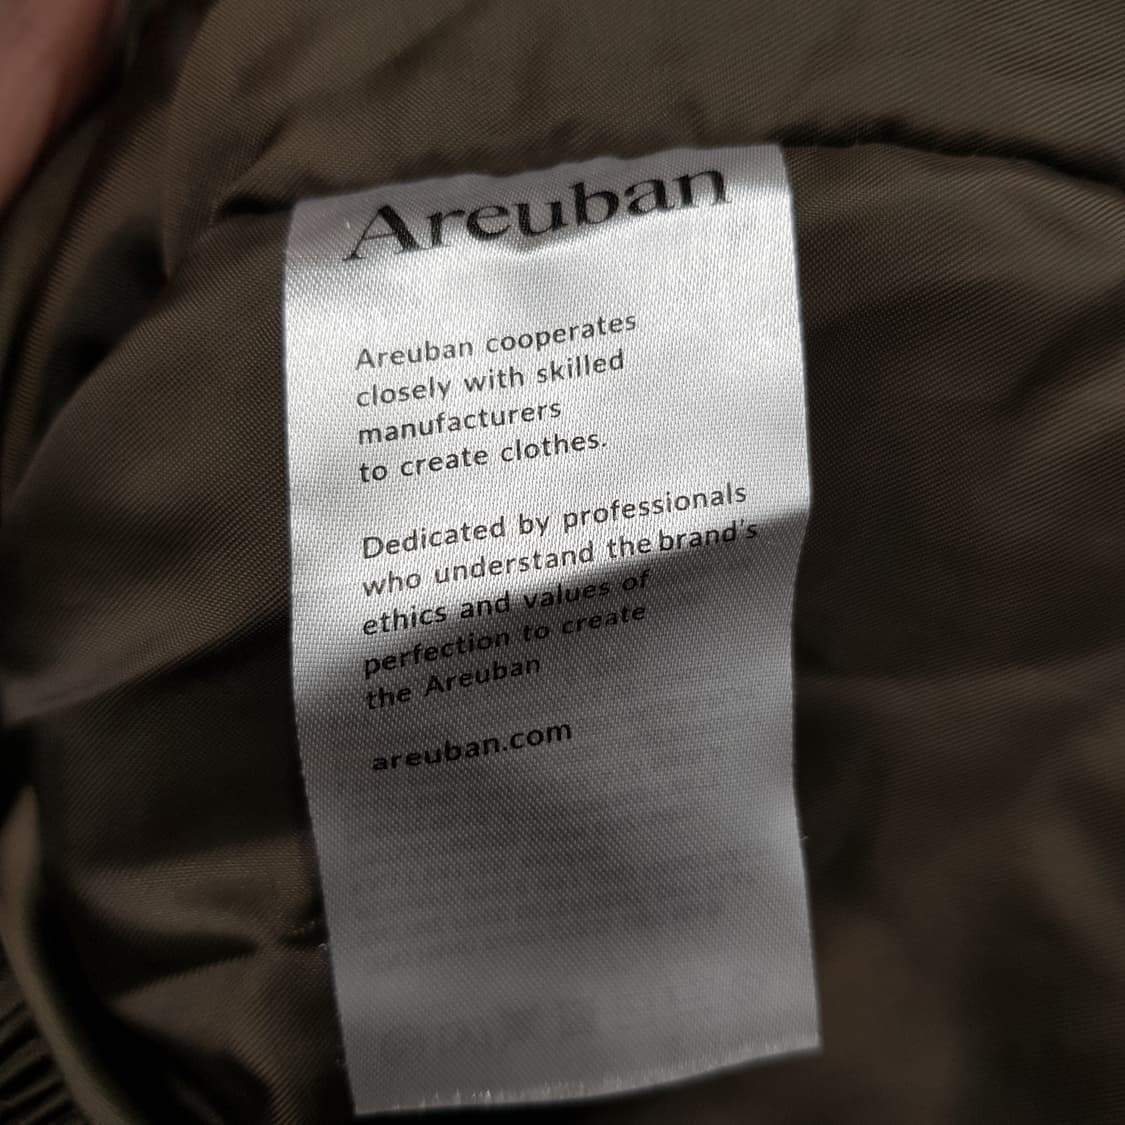 Areuban
Areuban cooperates
closely with skilled
manufacturers
to create clothes.
Dedicated by professionals
who understand the brand's
ethics and values of
perfection to create
the Areuban
areuban.com